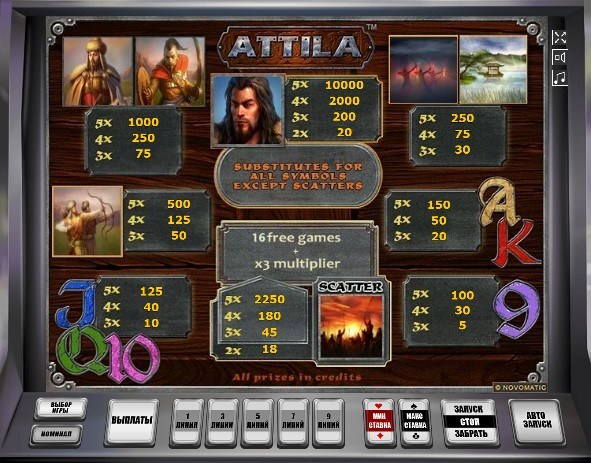 ATTILA™
5x 1000
4x 250
3x 75
5x 10000
4x 2000
3x 200
2x 20
5x 250
4x 75
3x 30
SUBSTITUTES FOR
ALL SYMBOLS
EXCEPT SCATTERS
5x 500
4x 125
3x 50
5x 150
4x 50
3x 20
A
K
16 free games
+
x3 multiplier
J
Q
10
5x 125
4x 40
3x 10
5x 2250
4x 180
3x 45
2x 18
SCATTER
5x 100
4x 30
3x 5
9
All prizes in credits
© NOVOMATIC
ВЫБОР
ИГРЫ
НОМИНАЛ
ВЫПЛАТЫ
1
ЛИНИЯ
3
ЛИНИИ
5
ЛИНИЙ
7
ЛИНИЙ
9
ЛИНИЙ
МИН
СТАВКА
МАКС
СТАВКА
ЗАПУСК
СТОП
ЗАБРАТЬ
АВТО
ЗАПУСК